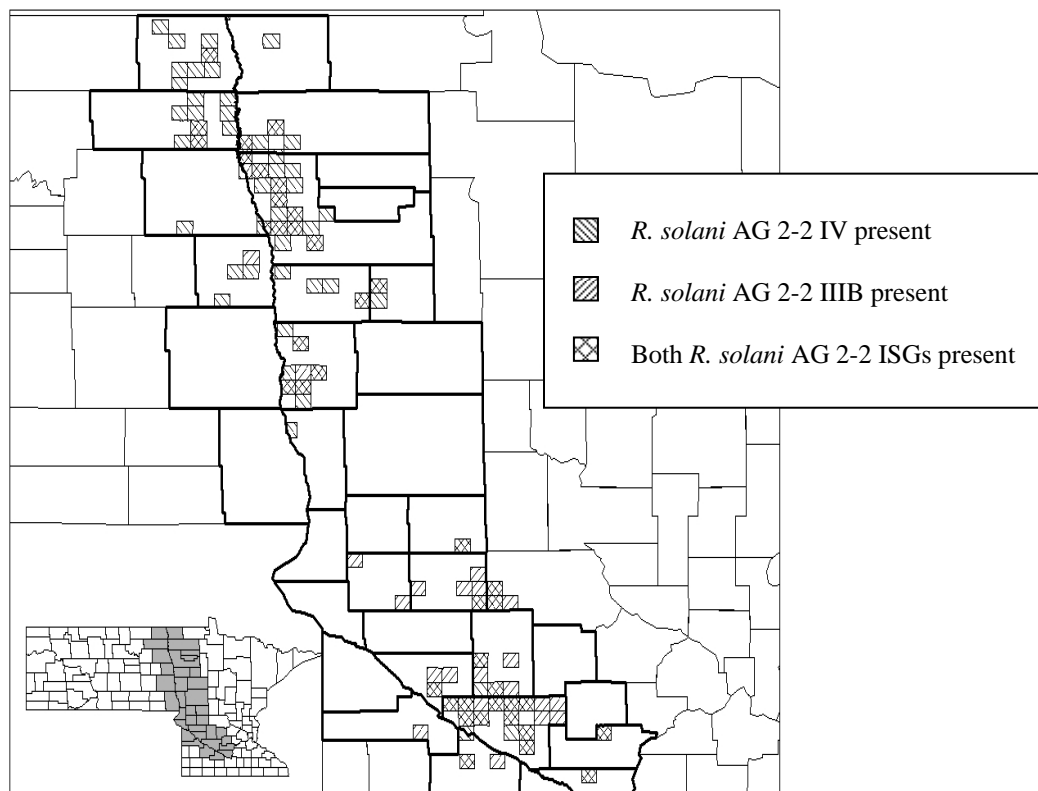 R. solani AG 2-2 IV present
R. solani AG 2-2 IIIB present
Both R. solani AG 2-2 ISGs present